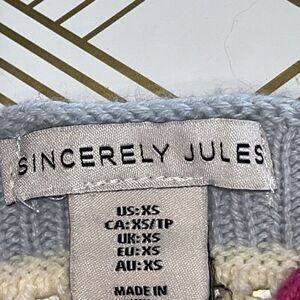 SINCERELY JULES
US: XS
CA: XS/TP
UK: XS
EU: XS
AU: XS
MADE IN